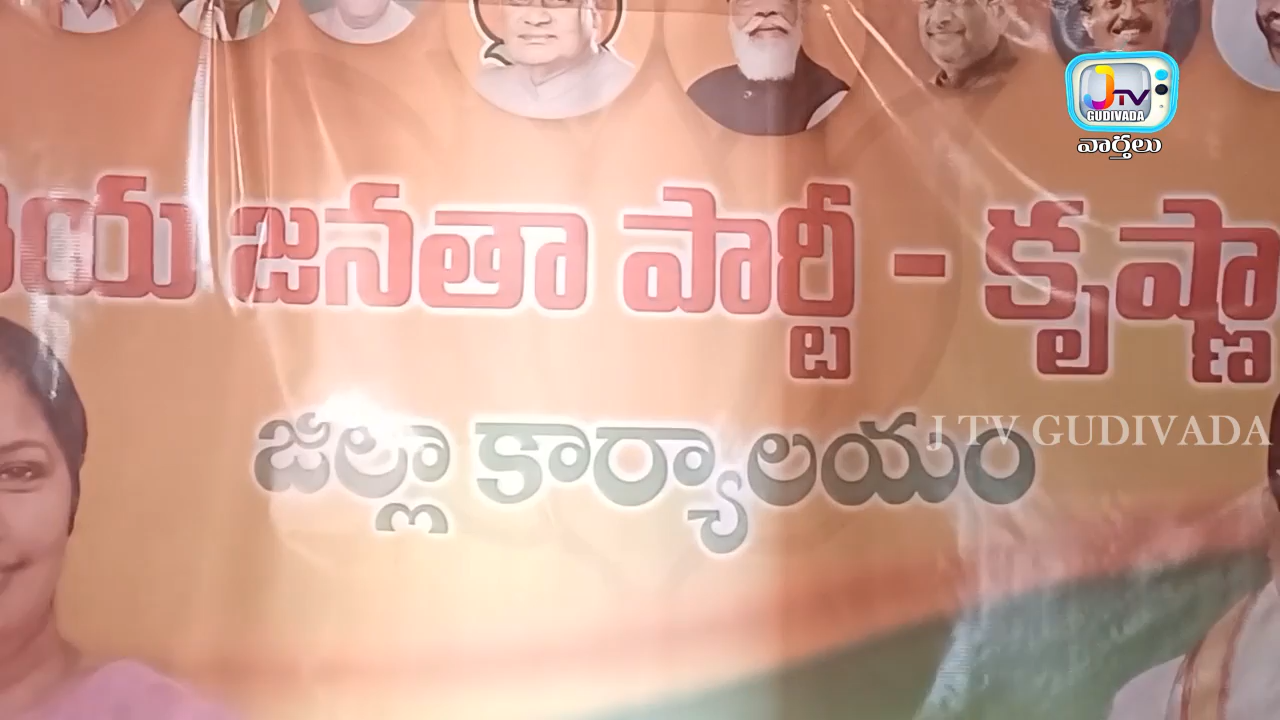 JTV
GUDIVADA
వార్తలు
జనతా పార్టీ - కృష్ణా
జిల్లా కార్యాలయం
J TV GUDIVADA